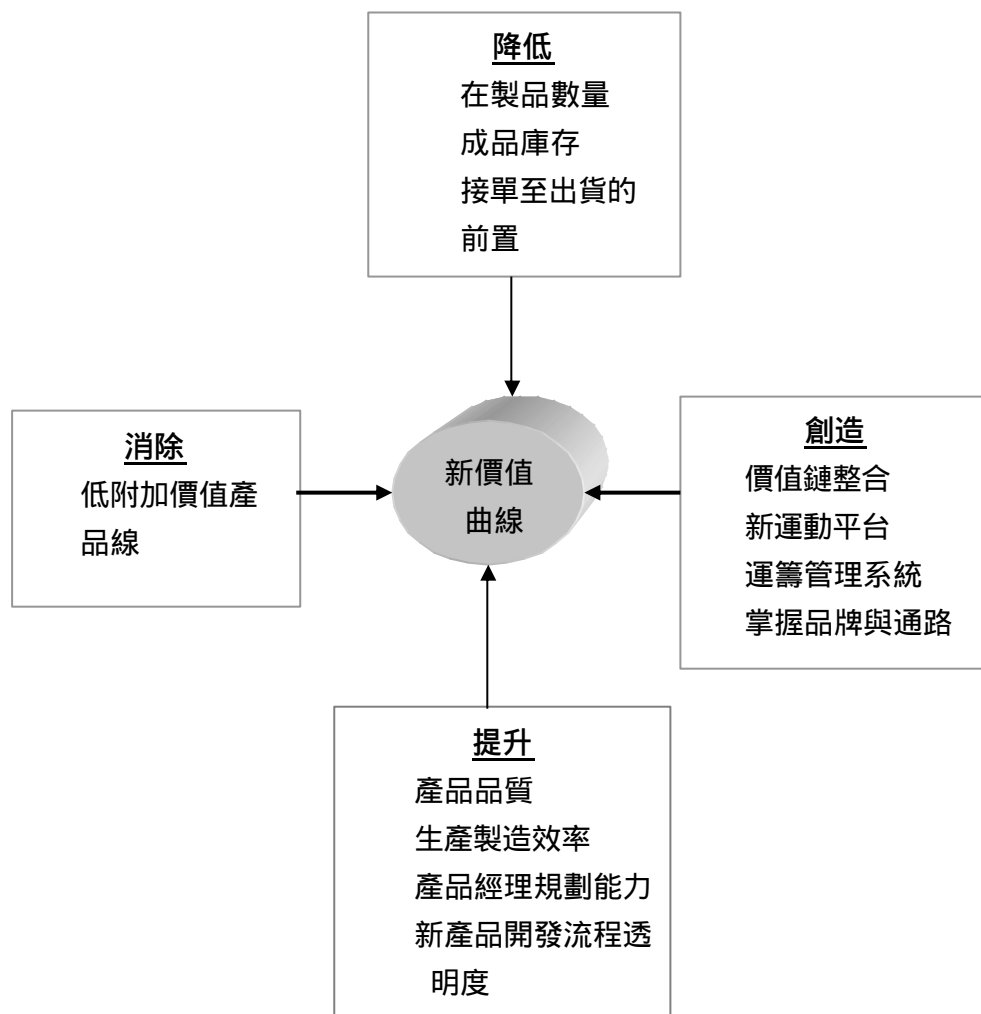 降低
在製品數量
成品庫存
接單至出貨的
前置
消除
低附加價值產
品線
新價值
曲線
創造
價值鏈整合
新運動平台
運籌管理系統
掌握品牌與通路
提升
產品品質
生產製造效率
產品經理規劃能力
新產品開發流程透
明度